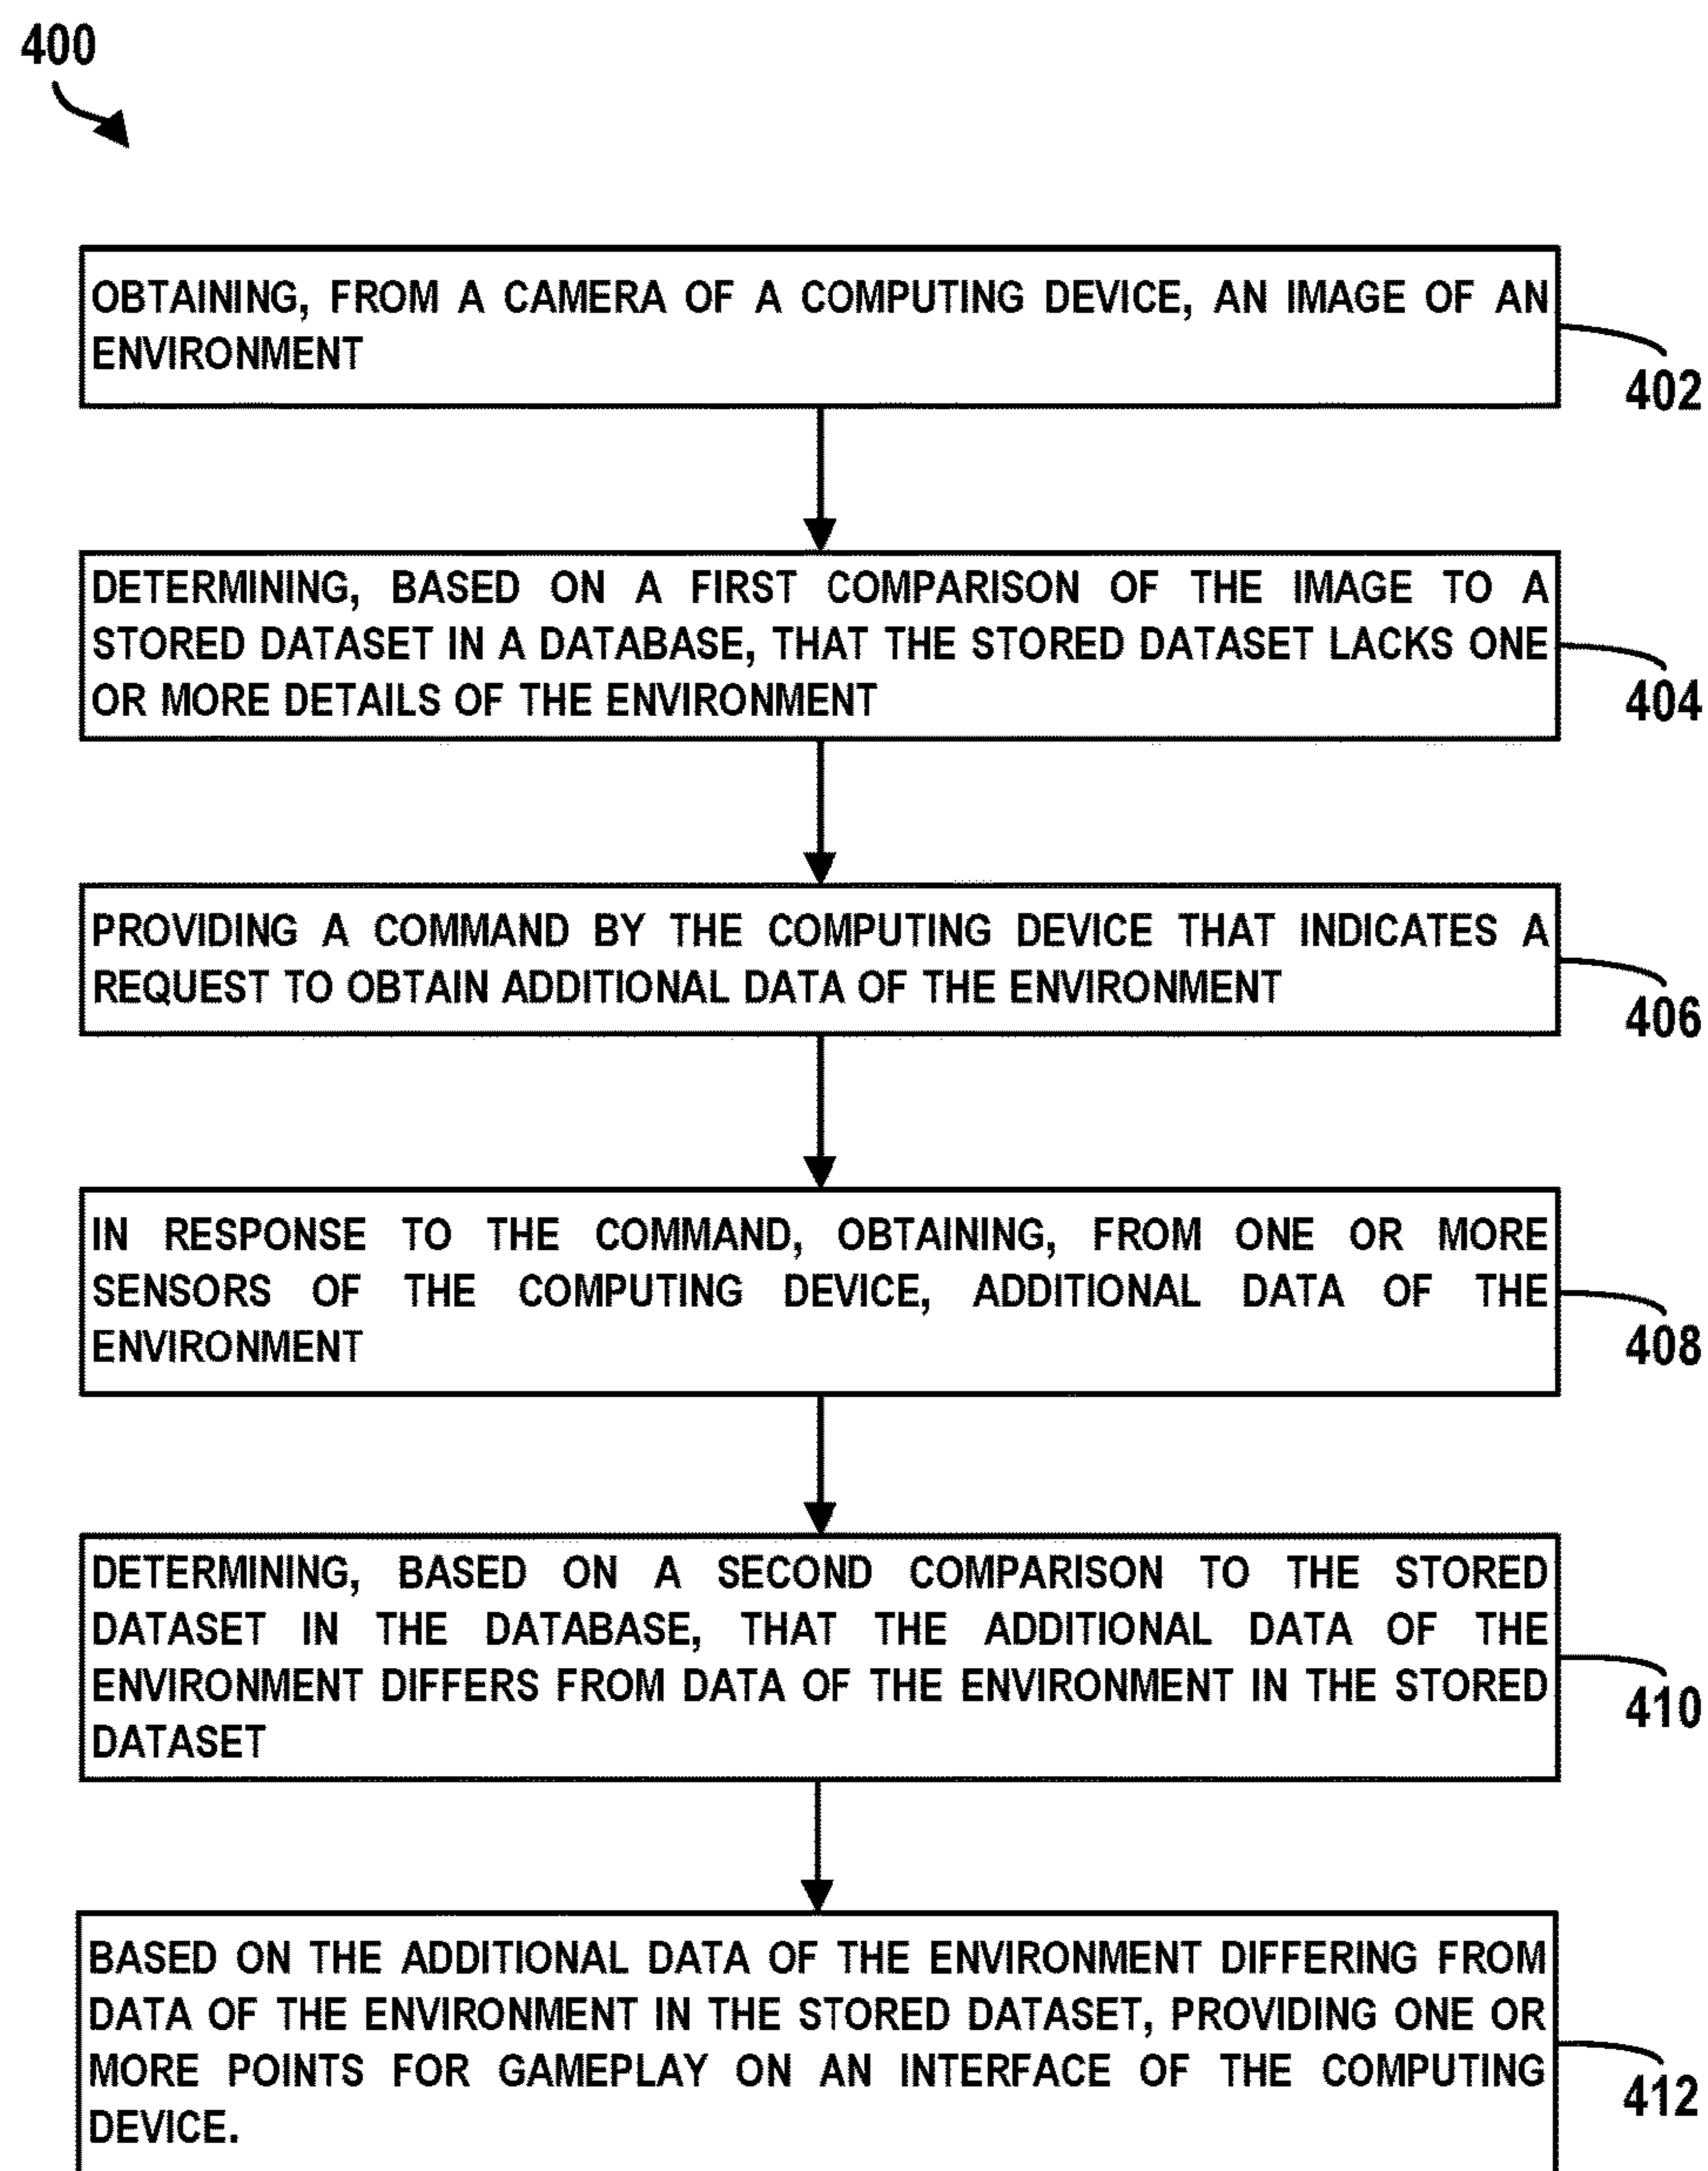 400
OBTAINING, FROM A CAMERA OF A COMPUTING DEVICE, AN IMAGE OF AN
ENVIRONMENT
402
DETERMINING, BASED ON A FIRST COMPARISON OF THE IMAGE TO A
STORED DATASET IN A DATABASE, THAT THE STORED DATASET LACKS ONE
OR MORE DETAILS OF THE ENVIRONMENT
404
PROVIDING A COMMAND BY THE COMPUTING DEVICE THAT INDICATES A
REQUEST TO OBTAIN ADDITIONAL DATA OF THE ENVIRONMENT
406
IN RESPONSE TO THE COMMAND, OBTAINING, FROM ONE OR MORE
SENSORS OF THE COMPUTING DEVICE, ADDITIONAL DATA OF THE
ENVIRONMENT
408
DETERMINING, BASED ON A SECOND COMPARISON TO THE STORED
DATASET IN THE DATABASE, THAT THE ADDITIONAL DATA OF THE
ENVIRONMENT DIFFERS FROM DATA OF THE ENVIRONMENT IN THE STORED
DATASET
410
BASED ON THE ADDITIONAL DATA OF THE ENVIRONMENT DIFFERING FROM
DATA OF THE ENVIRONMENT IN THE STORED DATASET, PROVIDING ONE OR
MORE POINTS FOR GAMEPLAY ON AN INTERFACE OF THE COMPUTING
DEVICE.
412